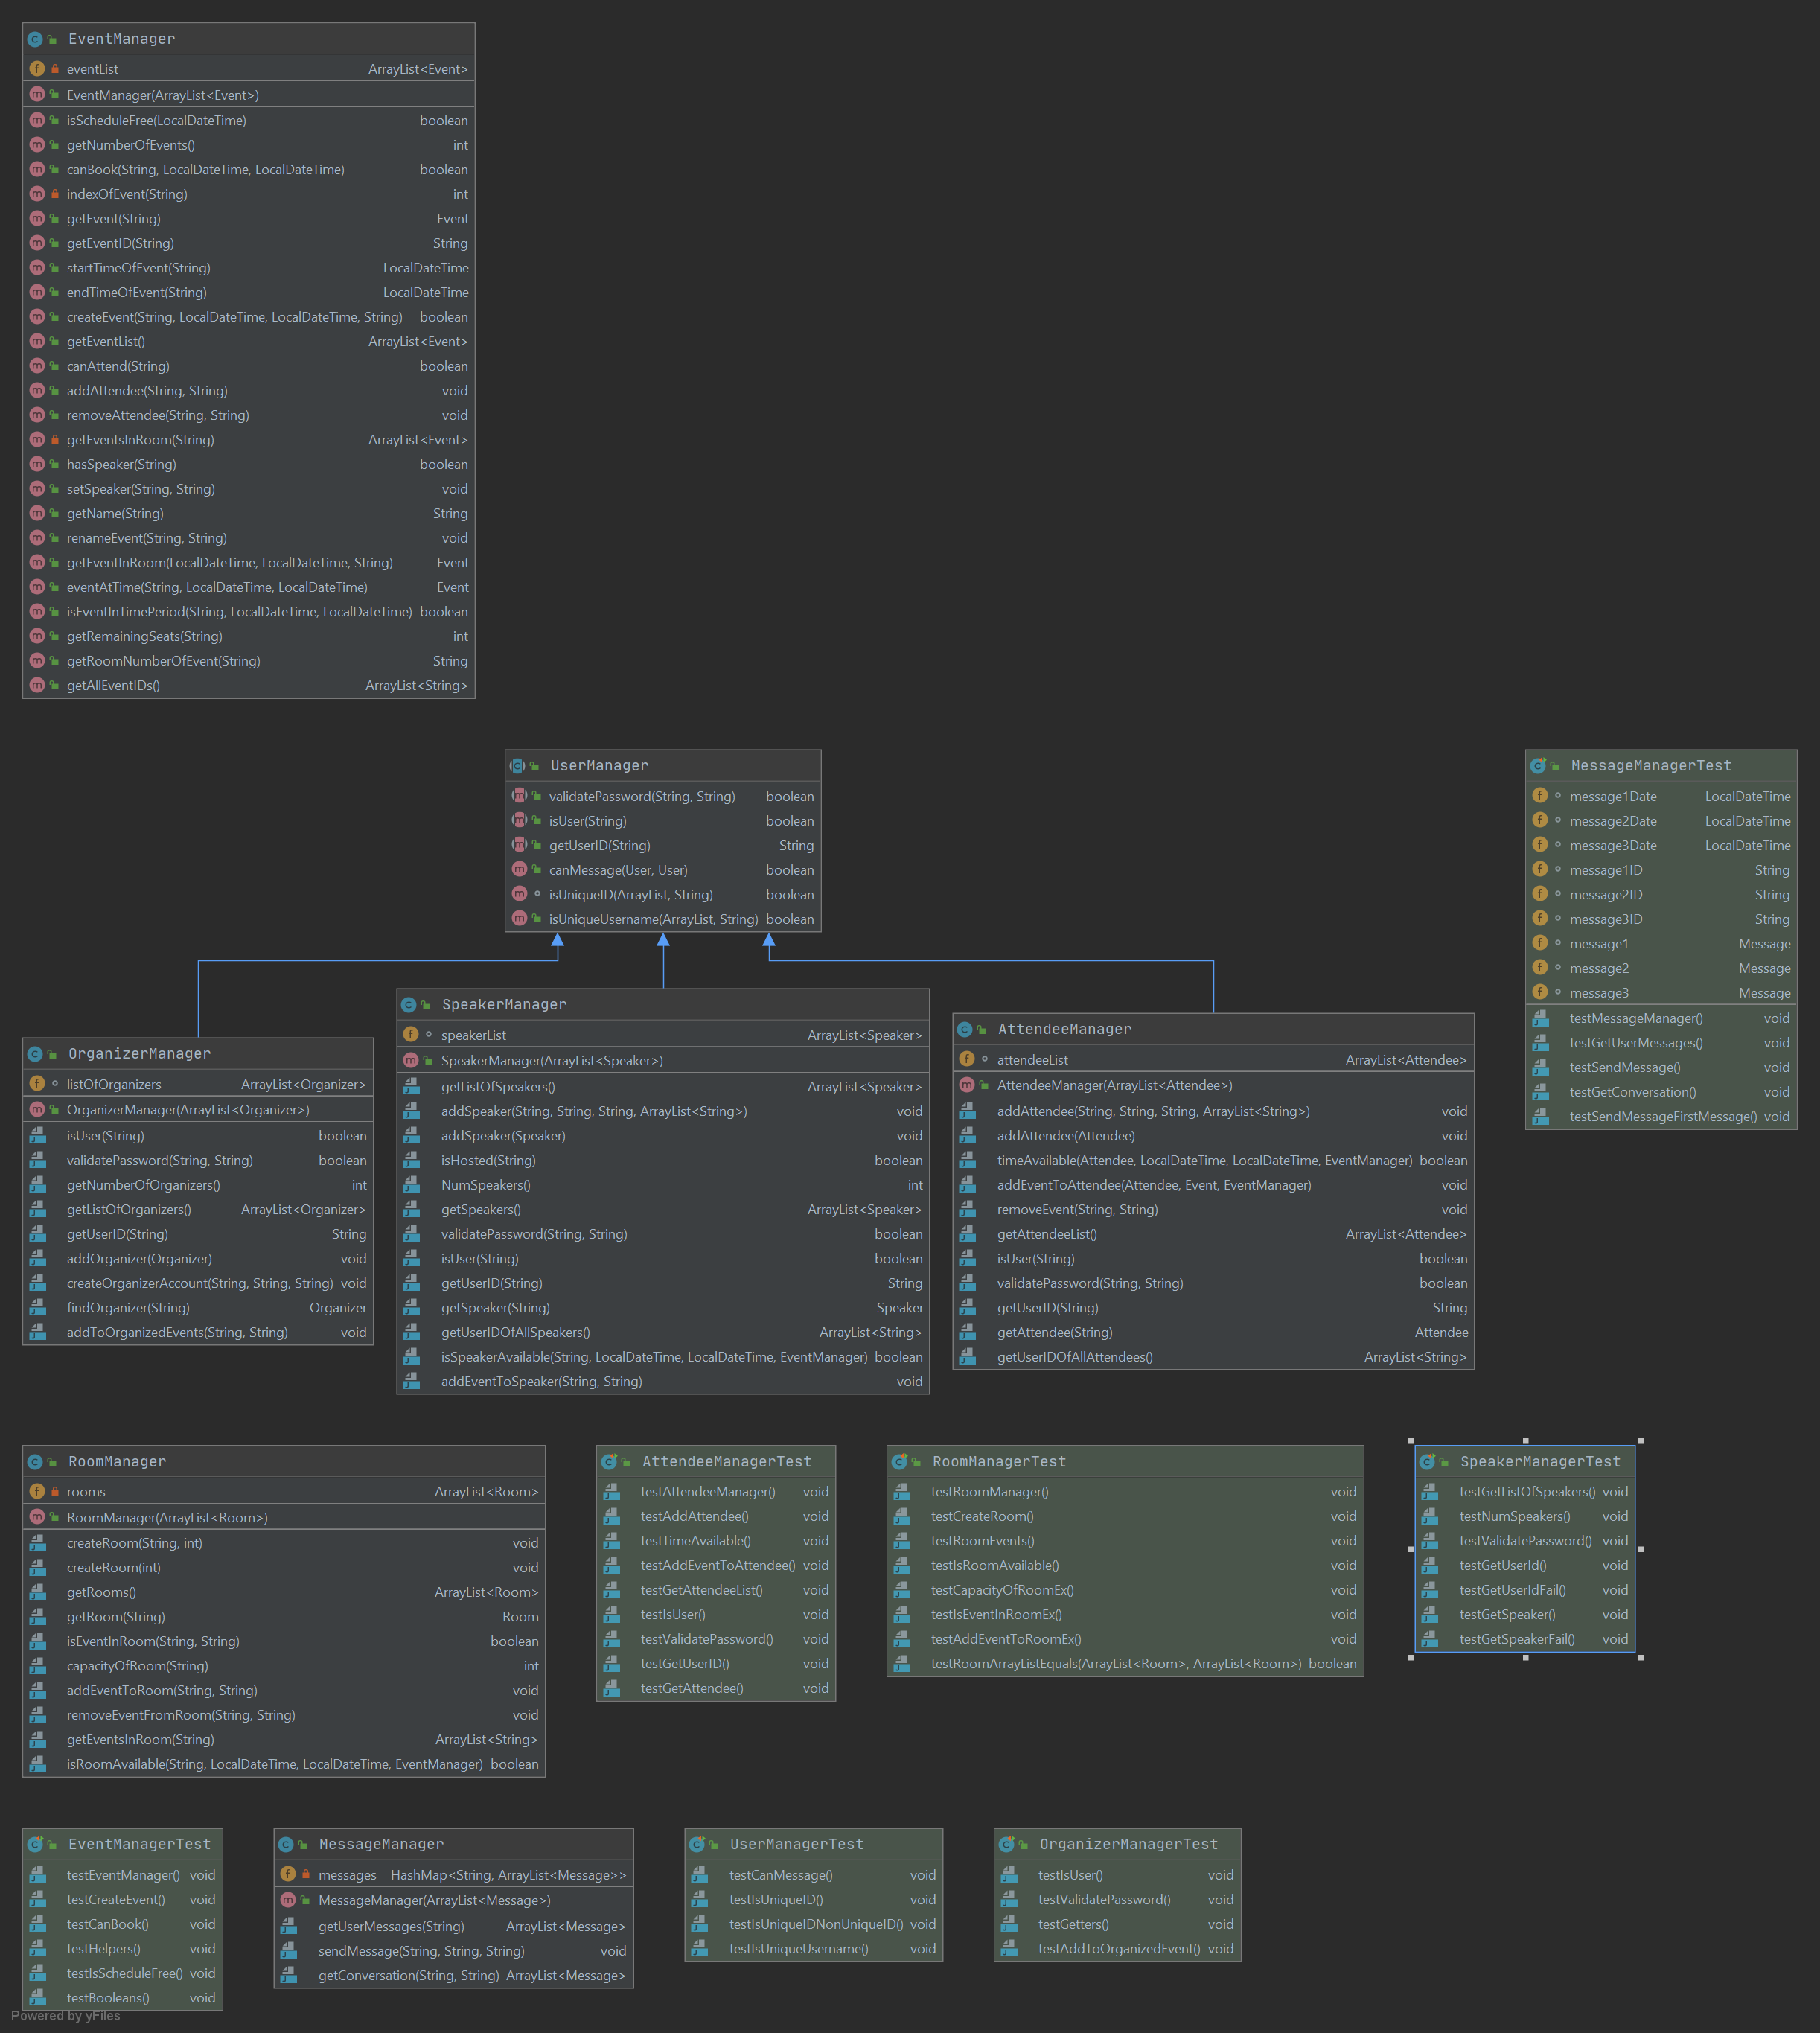 EventManager
eventList ArrayList<Event>
EventManager(ArrayList<Event>)
isScheduleFree(LocalDateTime) boolean
getNumberOfEvents() int
canBook(String, LocalDateTime, LocalDateTime) boolean
indexOfEvent(String) int
getEvent(String) Event
getEventID(String) String
startTimeOfEvent(String) LocalDateTime
endTimeOfEvent(String) LocalDateTime
createEvent(String, LocalDateTime, LocalDateTime, String) boolean
getEventList() ArrayList<Event>
canAttend(String) boolean
addAttendee(String, String) void
removeAttendee(String, String) void
getEventsInRoom(String) ArrayList<Event>
hasSpeaker(String) boolean
setSpeaker(String, String) void
getName(String) String
renameEvent(String, String) void
getEventInRoom(LocalDateTime, LocalDateTime, String) Event
eventAtTime(String, LocalDateTime, LocalDateTime) Event
isEventInTimePeriod(String, LocalDateTime, LocalDateTime) boolean
getRemainingSeats(String) int
getRoomNumberOfEvent(String) String
getAllEventIDs() ArrayList<String>
UserManager
validatePassword(String, String) boolean
isUser(String) boolean
getUserID(String) String
canMessage(User, User) boolean
isUniqueID(ArrayList, String) boolean
isUniqueUsername(ArrayList, String) boolean
MessageManagerTest
message1Date LocalDateTime
message2Date LocalDateTime
message3Date LocalDateTime
message1ID String
message2ID String
message3ID String
message1 Message
message2 Message
message3 Message
testMessageManager() void
testGetUserMessages() void
testSendMessage() void
testGetConversation() void
testSendMessageFirstMessage() void
OrganizerManager
listOfOrganizers ArrayList<Organizer>
OrganizerManager(ArrayList<Organizer>)
isUser(String) boolean
validatePassword(String, String) boolean
getNumberOfOrganizers() int
getListOfOrganizers() ArrayList<Organizer>
getUserID(String) String
addOrganizer(Organizer) void
createOrganizerAccount(String, String, String) void
findOrganizer(String) Organizer
addToOrganizedEvents(String, String) void
SpeakerManager
speakerList ArrayList<Speaker>
SpeakerManager(ArrayList<Speaker>)
getListOfSpeakers() ArrayList<Speaker>
addSpeaker(String, String, String, ArrayList<String>) void
addSpeaker(Speaker) void
isHosted(String) boolean
NumSpeakers() int
getSpeakers() ArrayList<Speaker>
validatePassword(String, String) boolean
isUser(String) boolean
getUserID(String) String
getSpeaker(String) Speaker
getUserIDOfAllSpeakers() ArrayList<String>
isSpeakerAvailable(String, LocalDateTime, LocalDateTime, EventManager) boolean
addEventToSpeaker(String, String) void
AttendeeManager
attendeeList ArrayList<Attendee>
AttendeeManager(ArrayList<Attendee>)
addAttendee(String, String, String, ArrayList<String>) void
addAttendee(Attendee) void
timeAvailable(Attendee, LocalDateTime, LocalDateTime, EventManager) boolean
addEventToAttendee(Attendee, Event, EventManager) void
removeEvent(String, String) void
getAttendeeList() ArrayList<Attendee>
isUser(String) boolean
validatePassword(String, String) boolean
getUserID(String) String
getAttendee(String) Attendee
getUserIDOfAllAttendees() ArrayList<String>
RoomManager
rooms ArrayList<Room>
RoomManager(ArrayList<Room>)
createRoom(String, int) void
createRoom(int) void
getRooms() ArrayList<Room>
getRoom(String) Room
isEventInRoom(String, String) boolean
capacityOfRoom(String) int
addEventToRoom(String, String) void
removeEventFromRoom(String, String) void
getEventsInRoom(String) ArrayList<String>
isRoomAvailable(String, LocalDateTime, LocalDateTime, EventManager) boolean
AttendeeManagerTest
testAttendeeManager() void
testAddAttendee() void
testTimeAvailable() void
testAddEventToAttendee() void
testGetAttendeeList() void
testIsUser() void
testValidatePassword() void
testGetUserID() void
testGetAttendee() void
RoomManagerTest
testRoomManager() void
testCreateRoom() void
testRoomEvents() void
testIsRoomAvailable() void
testCapacityOfRoomEx() void
testIsEventInRoomEx() void
testAddEventToRoomEx() void
testRoomArrayListEquals(ArrayList<Room>, ArrayList<Room>) boolean
SpeakerManagerTest
testGetListOfSpeakers() void
testNumSpeakers() void
testValidatePassword() void
testGetUserId() void
testGetUserIdFail() void
testGetSpeaker() void
testGetSpeakerFail() void
EventManagerTest
testEventManager() void
testCreateEvent() void
testCanBook() void
testHelpers() void
testIsScheduleFree() void
testBooleans() void
MessageManager
messages HashMap<String, ArrayList<Message>>
MessageManager(ArrayList<Message>)
getUserMessages(String) ArrayList<Message>
sendMessage(String, String, String) void
getConversation(String, String) ArrayList<Message>
UserManagerTest
testCanMessage() void
testIsUniqueID() void
testIsUniqueIDNonUniqueID() void
testIsUniqueUsername() void
OrganizerManagerTest
testIsUser() void
testValidatePassword() void
testGetters() void
testAddToOrganizedEvent() void
Powered by yFiles